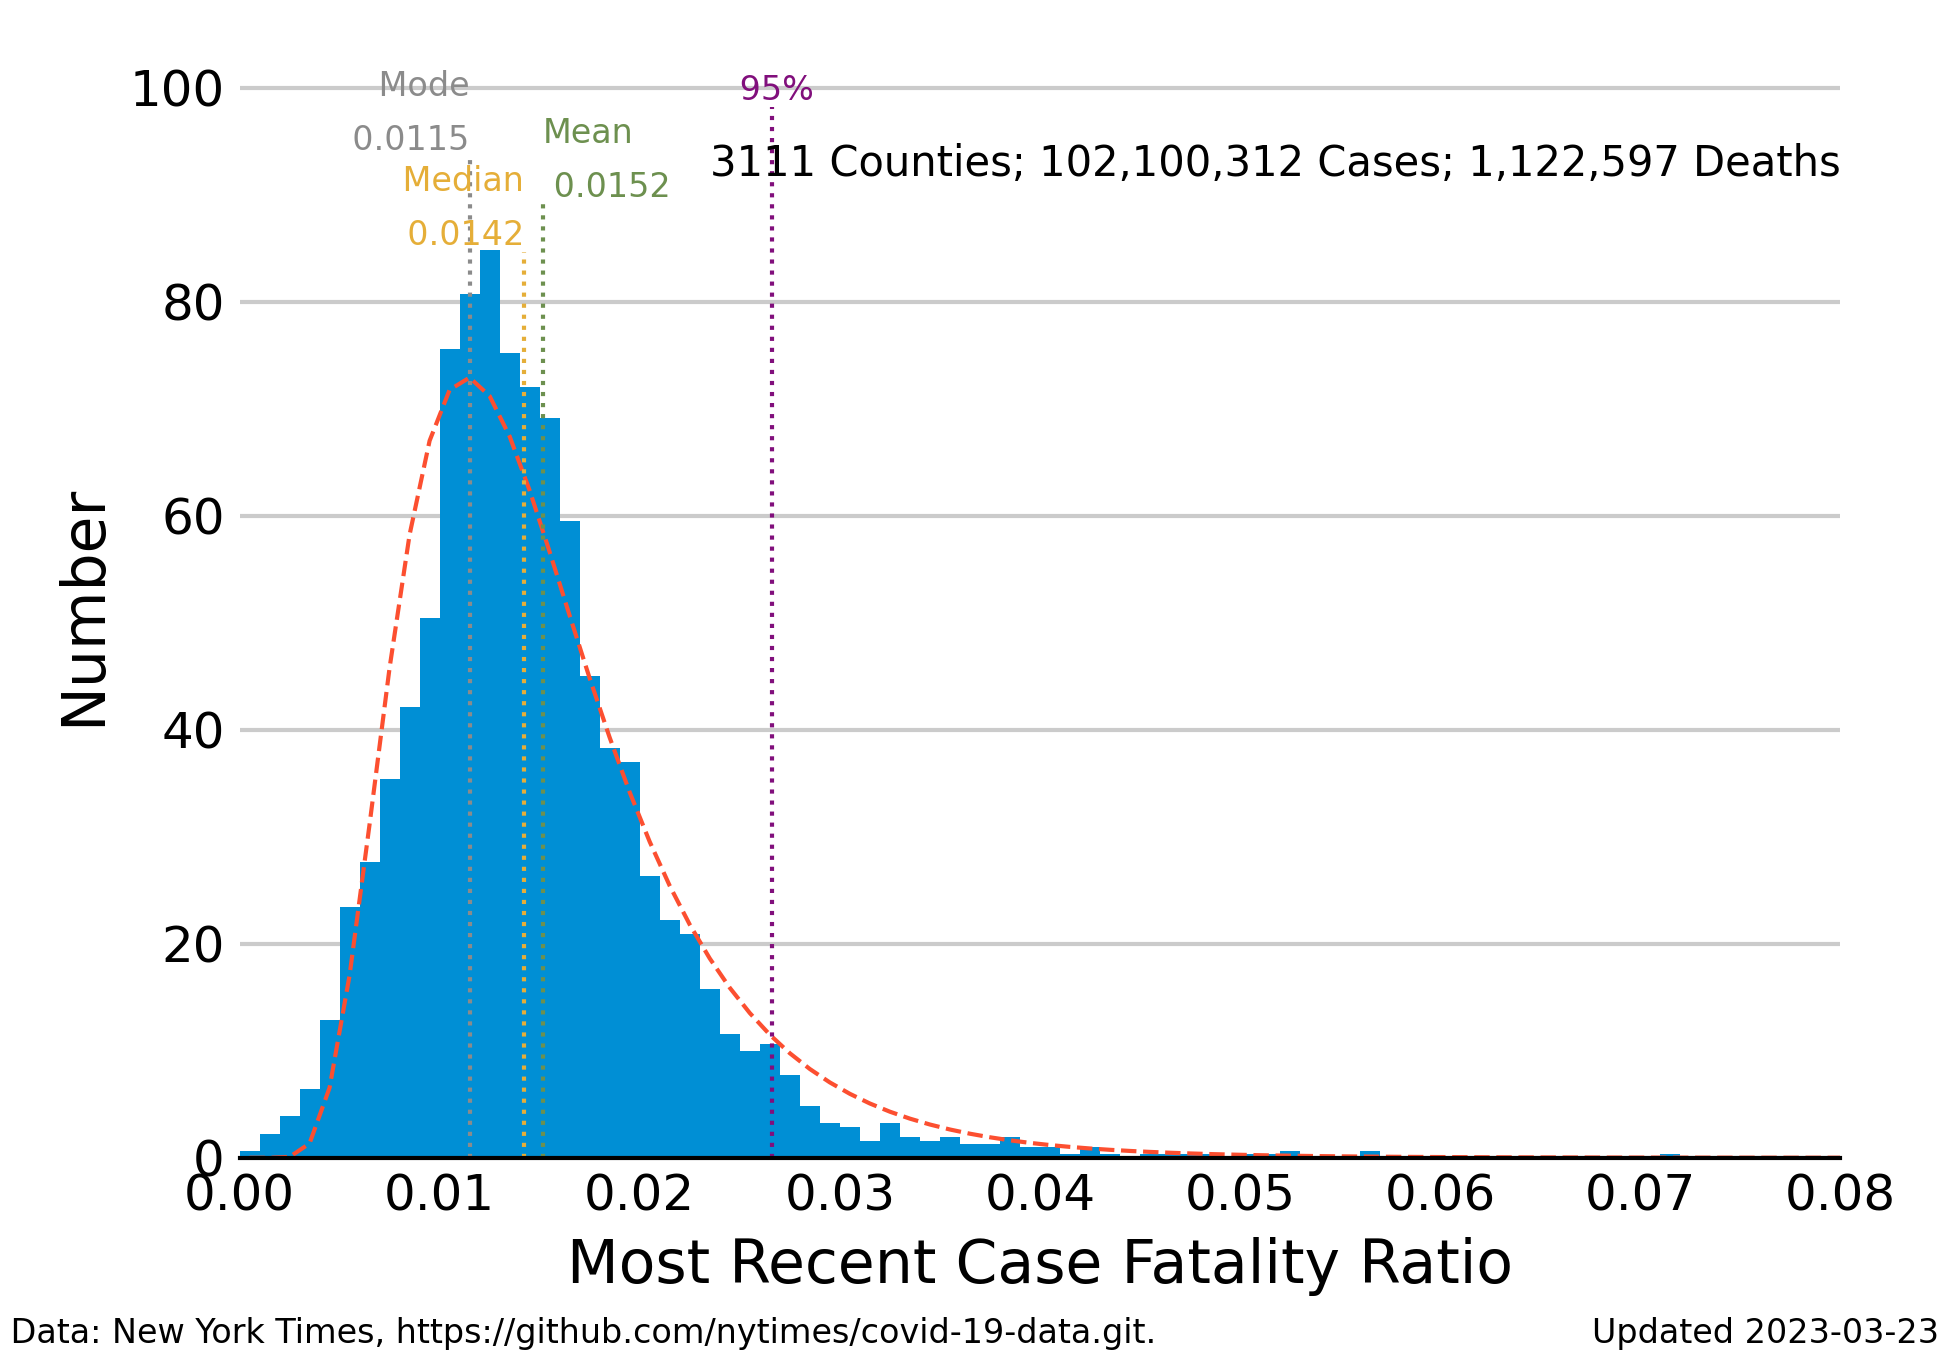 100
80
60
40
20
0
Number
Mode
0.0115
Median
0.0142
Mean
0.0152
95%
3111 Counties; 102,100,312 Cases; 1,122,597 Deaths
0.00 0.01 0.02 0.03 0.04 0.05 0.06 0.07 0.08
Most Recent Case Fatality Ratio
Data: New York Times, https://github.com/nytimes/covid-19-data.git.
Updated 2023-03-23